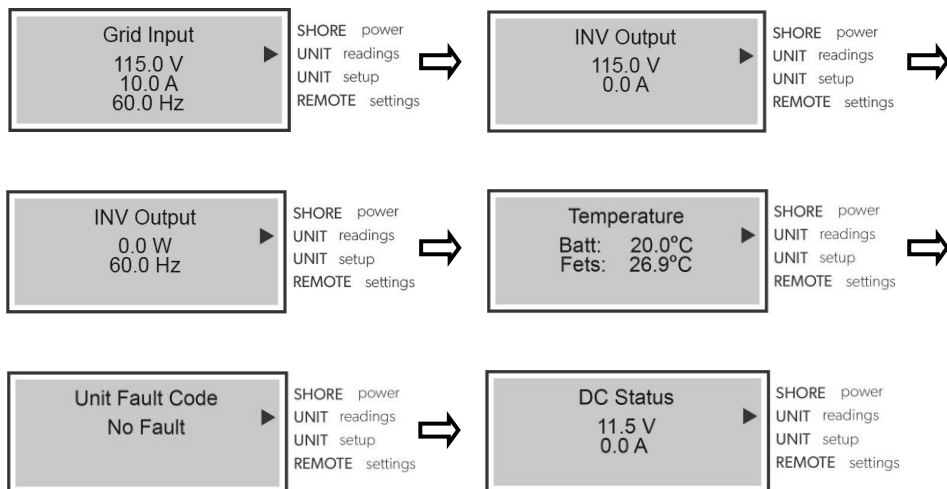 Grid Input
115.0 V
10.0 A
60.0 Hz
SHORE power
UNIT readings
UNIT setup
REMOTE settings
INV Output
115.0 V
0.0 A
SHORE power
UNIT readings
UNIT setup
REMOTE settings
INV Output
0.0 W
60.0 Hz
SHORE power
UNIT readings
UNIT setup
REMOTE settings
Temperature
Batt: 20.0°C
Fets: 26.9°C
SHORE power
UNIT readings
UNIT setup
REMOTE settings
Unit Fault Code
No Fault
SHORE power
UNIT readings
UNIT setup
REMOTE settings
DC Status
11.5 V
0.0 A
SHORE power
UNIT readings
UNIT setup
REMOTE settings